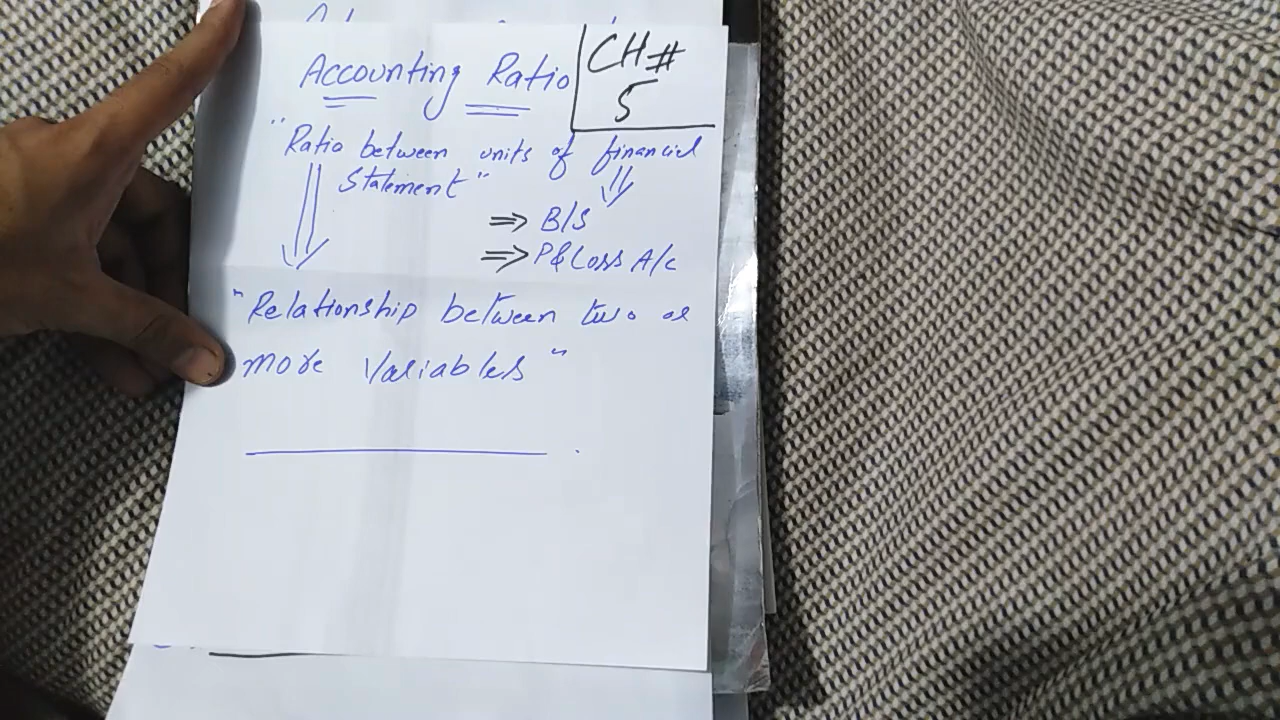 Accounting Ratio
CH#
5
"Ratio between units of financial
Statement"
⇒ B/S
⇒ P&Loss A/c
"Relationship between two or
more Variables"